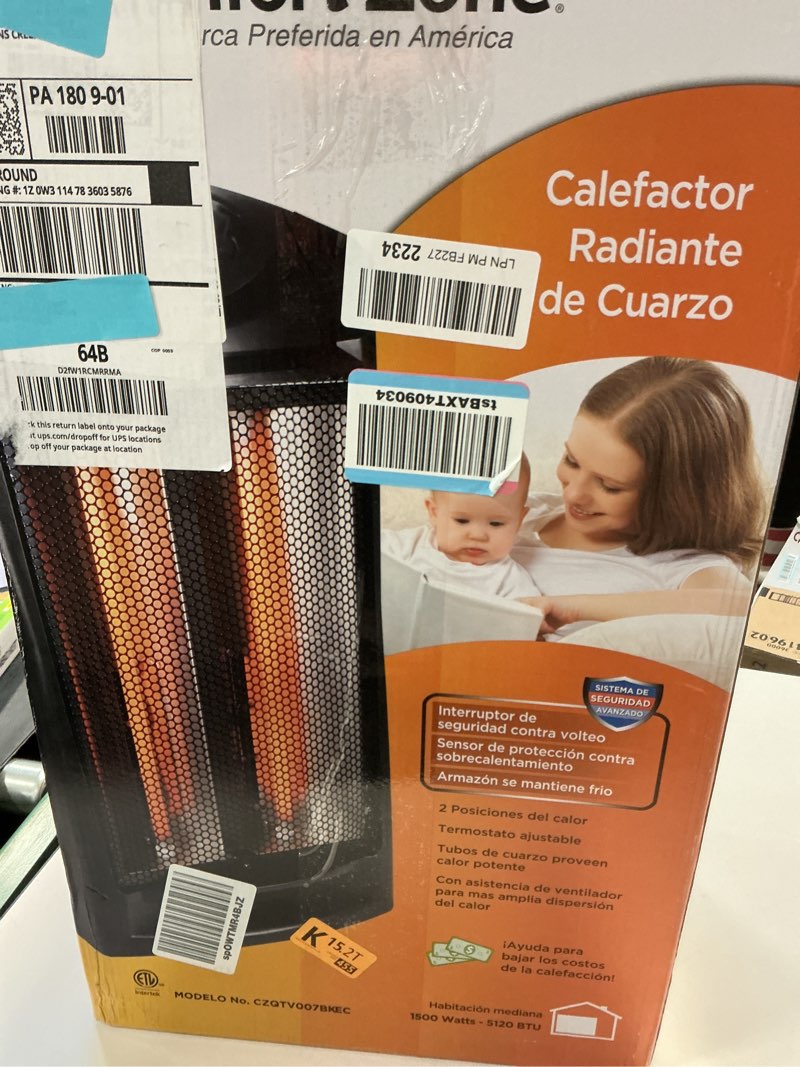 rca Preferida en América
PA 180 9-01
ROUND
NG #: 1Z 0W3 114 78 3603 5876
64B
D2fW1RCMRRMA
k this return label onto your package
at ups.com/dropoff for UPS locations
op off your package at location
Calefactor
Radiante
de Cuarzo
LPN PM FB227 2234
tsBAXT409034
SISTEMA DE
SEGURIDAD
AVANZADO
Interruptor de
seguridad contra volteo
Sensor de protección contra
sobrecalentamiento
Armazón se mantiene frio
2 Posiciones del calor
Termostato ajustable
Tubos de cuarzo proveen
calor potente
Con asistencia de ventilador
para mas amplia dispersión
del calor
¡Ayuda para
bajar los costos
de la calefacción!
Habitación mediana
1500 Watts - 5120 BTU
spOWTMR4BJZ
K 15.2T
453
ETL
Intertek
MODELO No. CZQTV007BKEC